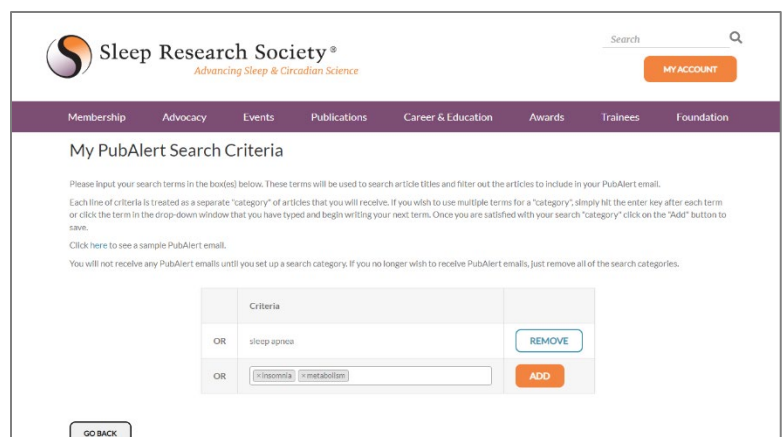 Sleep Research Society®
Advancing Sleep & Circadian Science
Search
MY ACCOUNT
Membership Advocacy Events Publications Career & Education Awards Trainees Foundation
My PubAlert Search Criteria
Please input your search terms in the box(es) below. These terms will be used to search article titles and filter out the articles to include in your PubAlert email.
Each line of criteria is treated as a separate "category" of articles that you will receive. If you wish to use multiple terms for a "category", simply hit the enter key after each term
or click the term in the drop-down window that you have typed and begin writing your next term. Once you are satisfied with your search "category" click on the "Add" button to
save.
Click here to see a sample PubAlert email.
You will not receive any PubAlert emails until you set up a search category. If you no longer wish to receive PubAlert emails, just remove all of the search categories.
Criteria
OR sleep apnea REMOVE
OR ×insomnia ×metabolism ADD
GO BACK